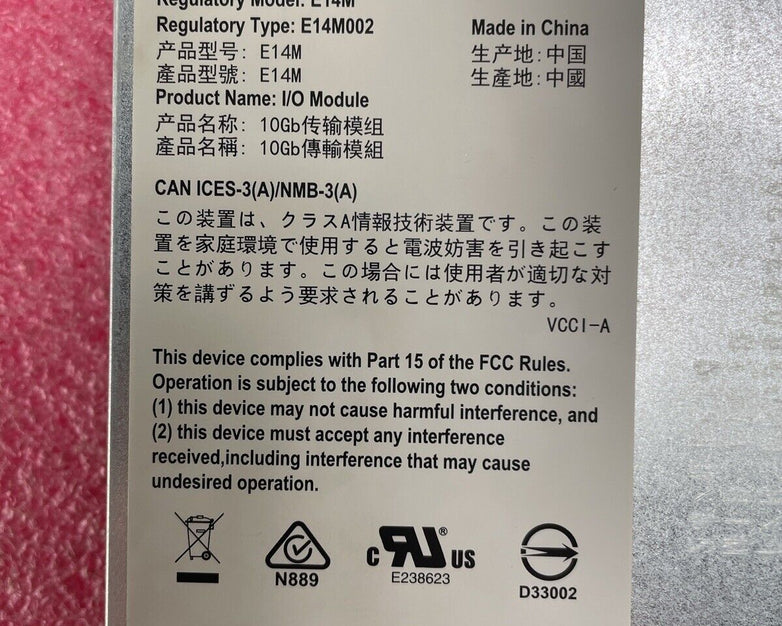 Regulatory Model: E14M
Regulatory Type: E14M002
Made in China
产品型号: E14M
生产地:中国
產品型號: E14M
生產地:中國
Product Name: I/O Module
产品名称: 10Gb传输模组
產品名稱: 10Gb傳輸模組
CAN ICES-3(A)/NMB-3(A)
この装置は、クラスA情報技術装置です。この装
置を家庭環境で使用すると電波妨害を引き起こす
ことがあります。この場合には使用者が適切な対
策を講ずるよう要求されることがあります。
VCCI-A
This device complies with Part 15 of the FCC Rules.
Operation is subject to the following two conditions:
(1) this device may not cause harmful interference, and
(2) this device must accept any interference
received,including interference that may cause
undesired operation.
N889
C RU® US
E238623
D33002